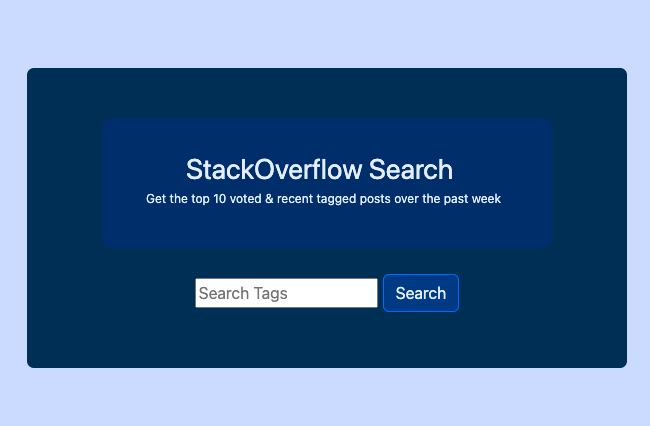 StackOverflow Search
Get the top 10 voted & recent tagged posts over the past week
Search Tags Search